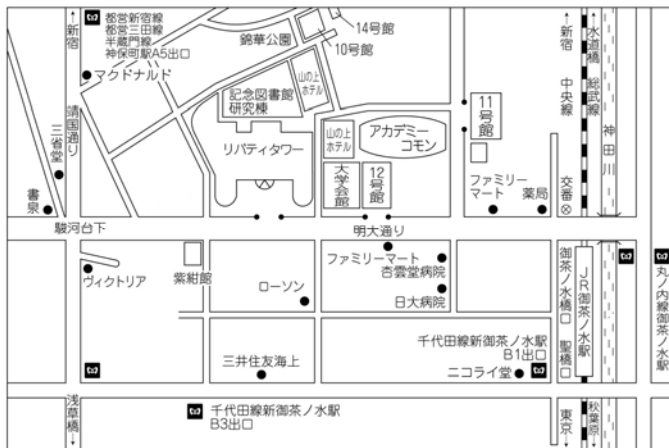 都営新宿線
都営三田線
半蔵門線
神保町駅A5出口
←新宿
靖国通り
マクドナルド
三省堂
書泉
駿河台下
錦華公園
14号館
10号館
山の上
ホテル
記念図書館
研究棟
リバティタワー
山の上
ホテル
アカデミー
コモン
大学会館
12号館
11号館
ファミリー
マート
薬局
←新宿
中央線
交番
←水道橋
総武線
神田川
明大通り
ヴィクトリア
紫紺館
ローソン
ファミリーマート
杏雲堂病院
日大病院
御茶ノ水橋口
聖橋口
JR御茶ノ水駅
丸ノ内線御茶ノ水駅
千代田線新御茶ノ水駅
B1出口
ニコライ堂
三井住友海上
浅草橋→
千代田線新御茶ノ水駅
B3出口
東京→
秋葉原→